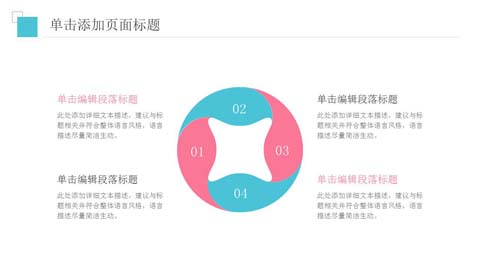 单击添加页面标题
单击编辑段落标题
此处添加详细文本描述，建议与标
题相关并符合整体语言风格，语言
描述尽量简洁生动。
单击编辑段落标题
此处添加详细文本描述，建议与标
题相关并符合整体语言风格，语言
描述尽量简洁生动。
02
01
03
04
单击编辑段落标题
此处添加详细文本描述，建议与标
题相关并符合整体语言风格，语言
描述尽量简洁生动。
单击编辑段落标题
此处添加详细文本描述，建议与标
题相关并符合整体语言风格，语言
描述尽量简洁生动。